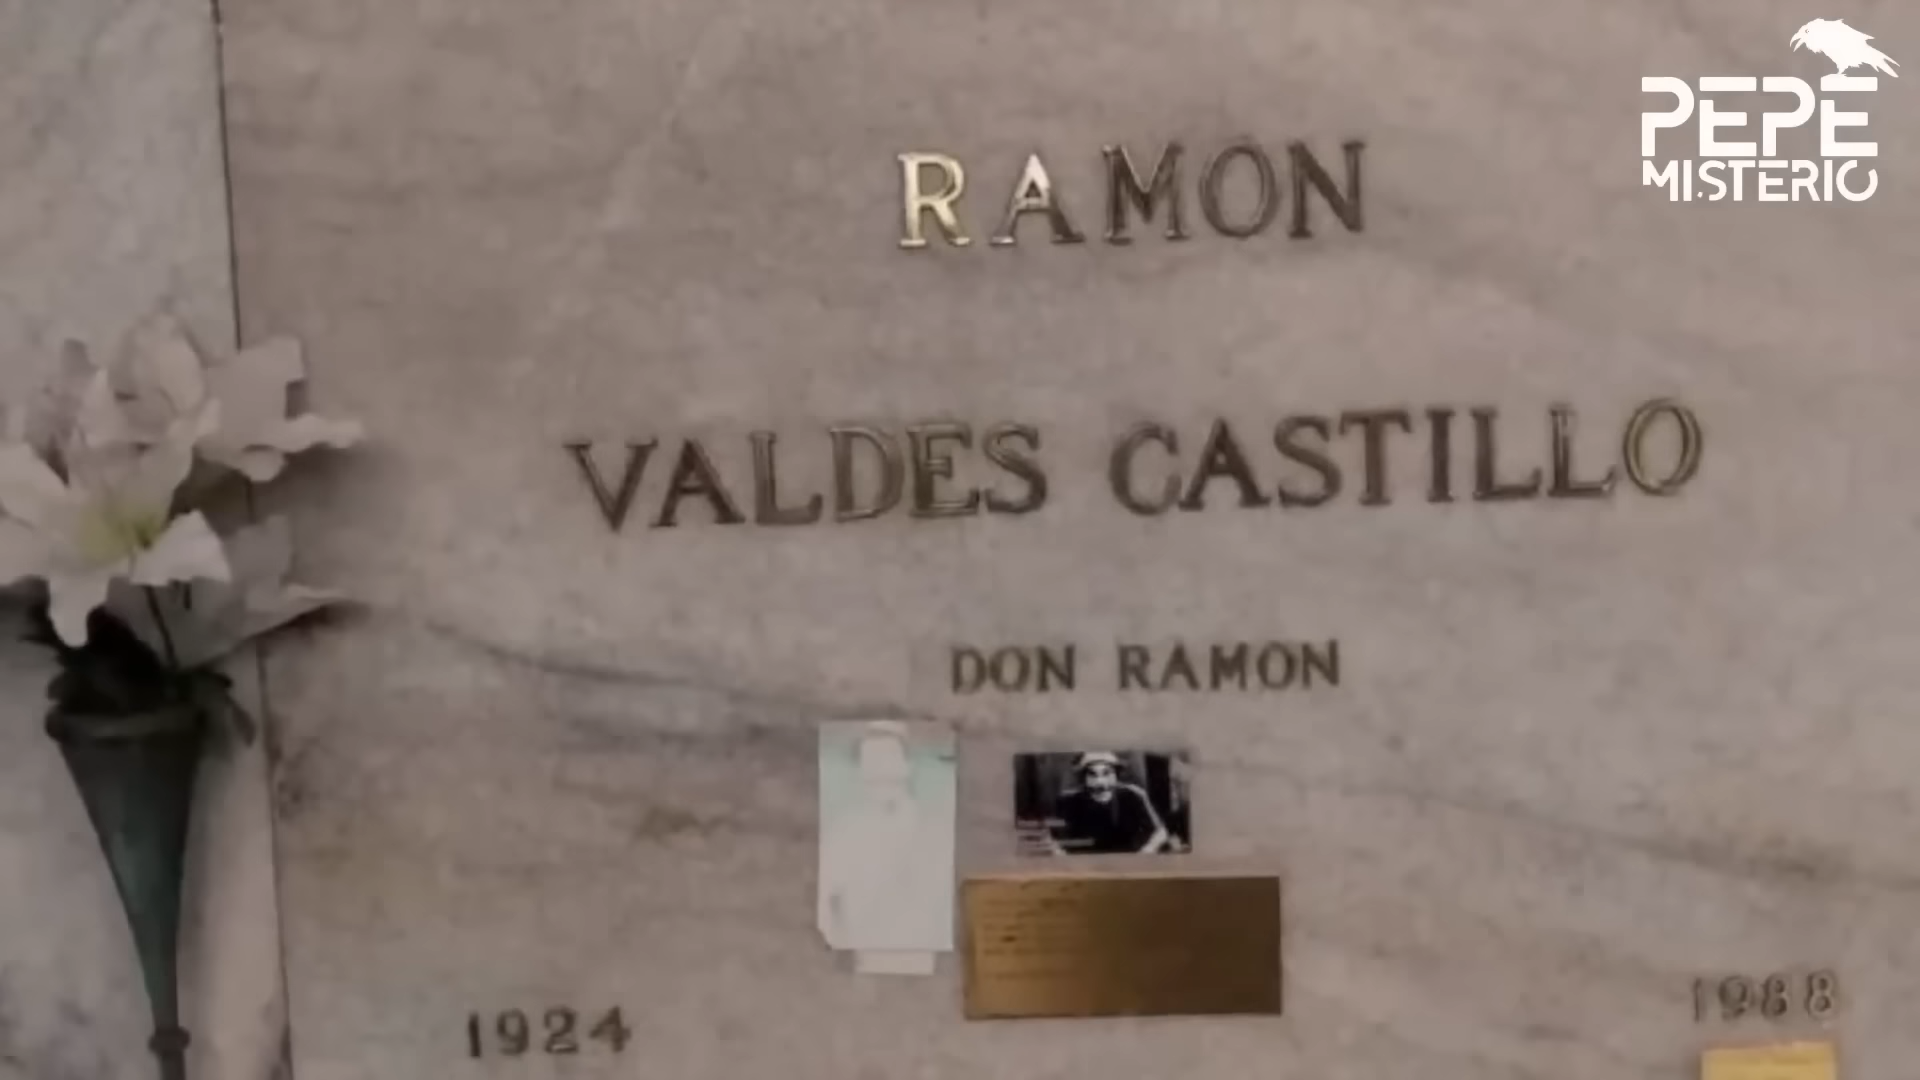 PEPE
MISTERIO
RAMON
VALDES CASTILLO
DON RAMON
1924
1988